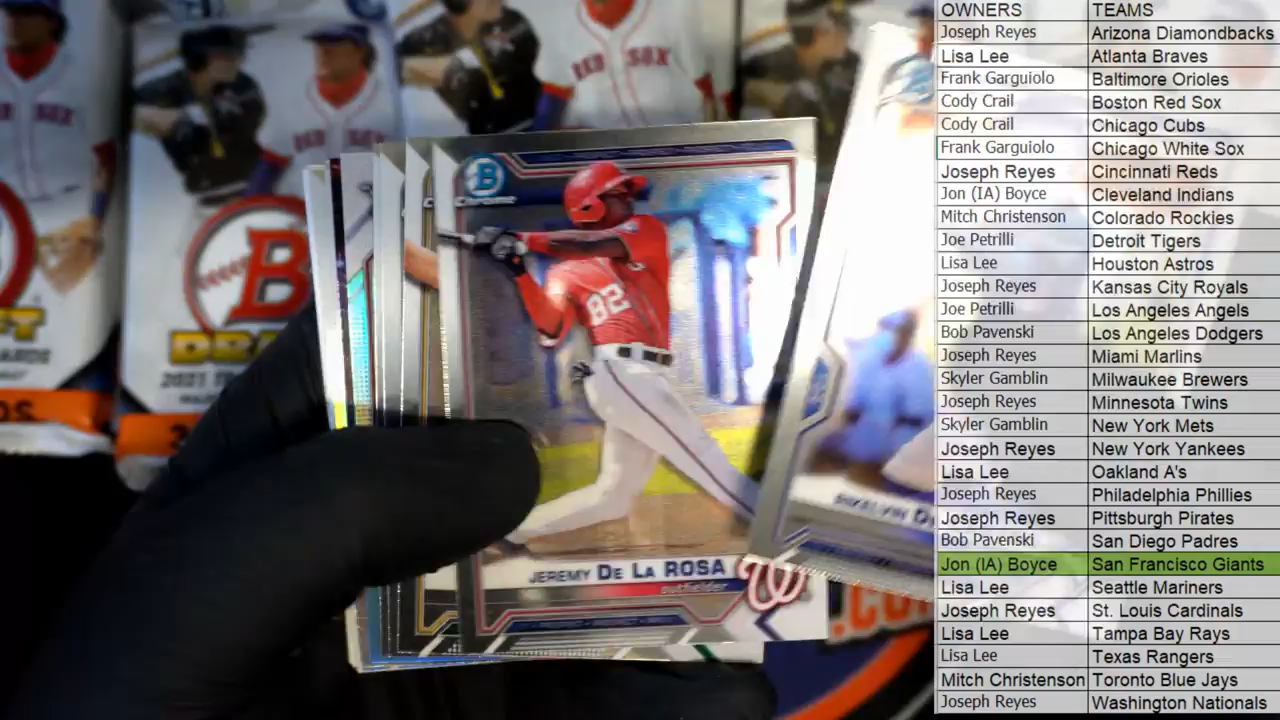 OWNERS TEAMS
Joseph Reyes Arizona Diamondbacks
Lisa Lee Atlanta Braves
Frank Garguiolo Baltimore Orioles
Cody Crail Boston Red Sox
Cody Crail Chicago Cubs
Frank Garguiolo Chicago White Sox
Joseph Reyes Cincinnati Reds
Jon (IA) Boyce Cleveland Indians
Mitch Christenson Colorado Rockies
Joe Petrilli Detroit Tigers
Lisa Lee Houston Astros
Joseph Reyes Kansas City Royals
Joe Petrilli Los Angeles Angels
Bob Pavenski Los Angeles Dodgers
Joseph Reyes Miami Marlins
Skyler Gamblin Milwaukee Brewers
Joseph Reyes Minnesota Twins
Skyler Gamblin New York Mets
Joseph Reyes New York Yankees
Lisa Lee Oakland A's
Joseph Reyes Philadelphia Phillies
Joseph Reyes Pittsburgh Pirates
Bob Pavenski San Diego Padres
Jon (IA) Boyce San Francisco Giants
Lisa Lee Seattle Mariners
Joseph Reyes St. Louis Cardinals
Lisa Lee Tampa Bay Rays
Lisa Lee Texas Rangers
Mitch Christenson Toronto Blue Jays
Joseph Reyes Washington Nationals
RED SOX
B
B
Chrome
82
JEREMY DE LA ROSA
outfielder
W
2021